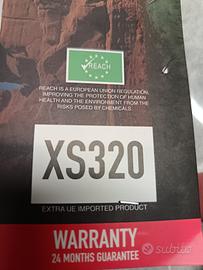 REACH
REACH IS A EUROPEAN UNION REGULATION,
IMPROVING THE PROTECTION OF HUMAN
HEALTH AND THE ENVIRONMENT FROM THE
RISKS POSED BY CHEMICALS.
XS320
EXTRA UE IMPORTED PRODUCT
WARRANTY
24 MONTHS GUARANTEE
subito